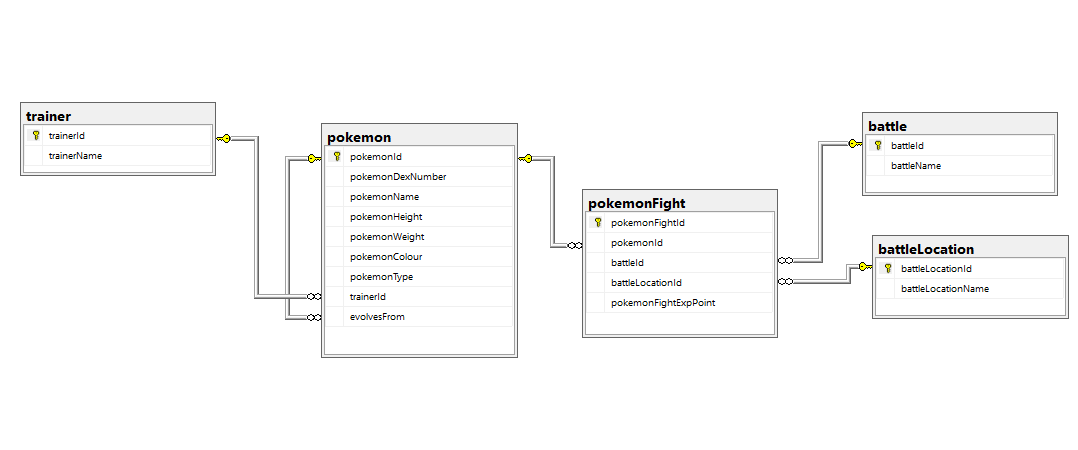 trainer
trainerId
trainerName
pokemon
pokemonId
pokemonDexNumber
pokemonName
pokemonHeight
pokemonWeight
pokemonColour
pokemonType
trainerId
evolvesFrom
pokemonFight
pokemonFightId
pokemonId
battleId
battleLocationId
pokemonFightExpPoint
battle
battleId
battleName
battleLocation
battleLocationId
battleLocationName